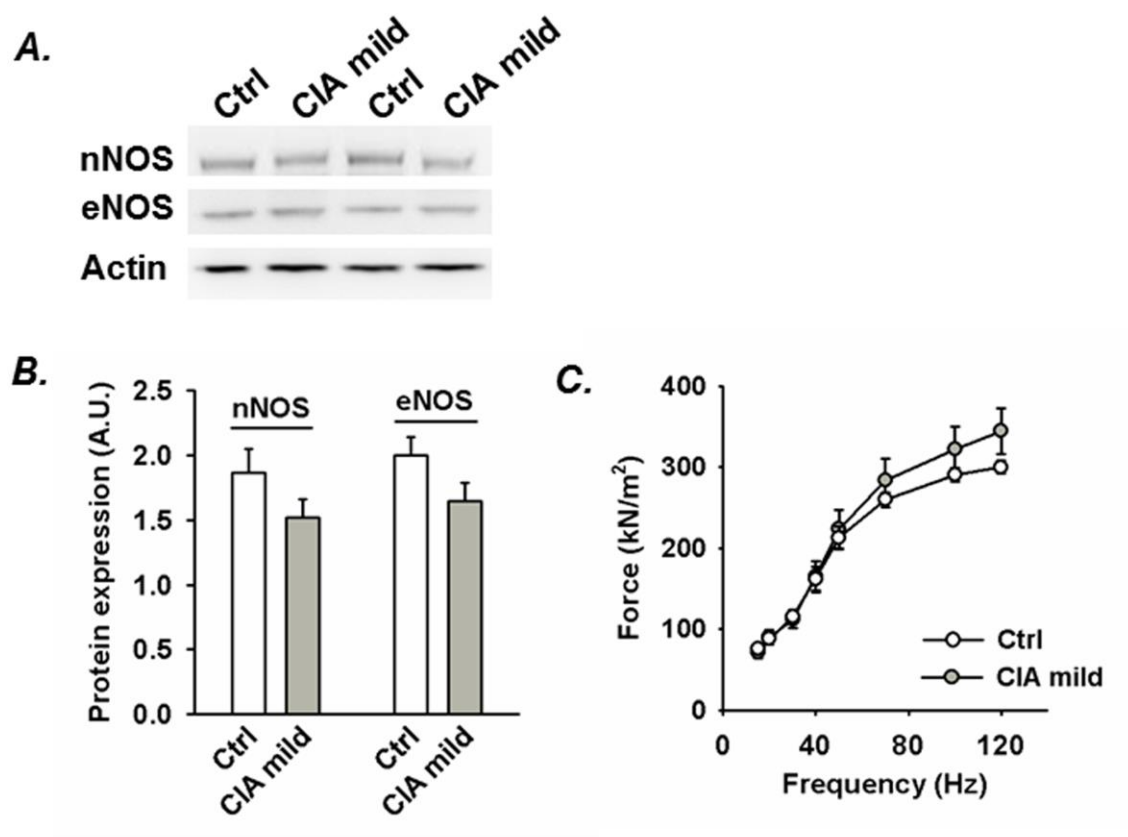 A.
Ctrl
CIA mild
Ctrl
CIA mild
nNOS
eNOS
Actin
B.
Protein expression (A.U.)
2.5
2.0
1.5
1.0
0.5
0.0
nNOS
eNOS
Ctrl
CIA mild
Ctrl
CIA mild
C.
Force (kN/m²)
400
300
200
100
0
Ctrl
CIA mild
0 40 80 120
Frequency (Hz)